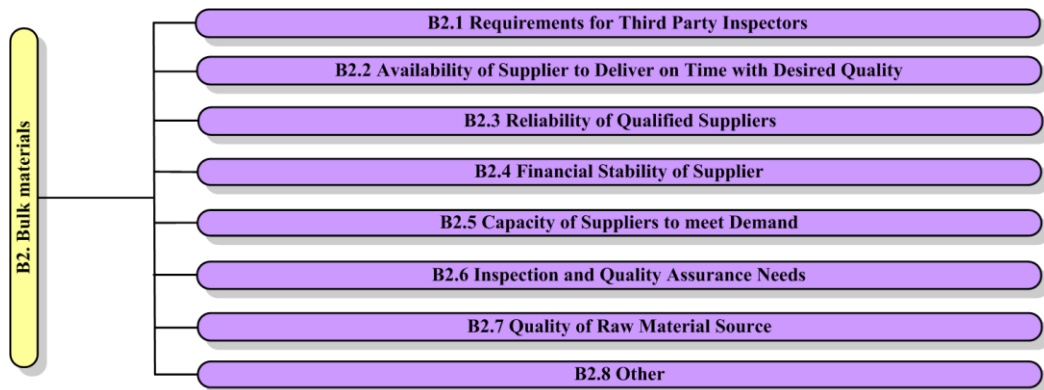 B2. Bulk materials
B2.1 Requirements for Third Party Inspectors
B2.2 Availability of Supplier to Deliver on Time with Desired Quality
B2.3 Reliability of Qualified Suppliers
B2.4 Financial Stability of Supplier
B2.5 Capacity of Suppliers to meet Demand
B2.6 Inspection and Quality Assurance Needs
B2.7 Quality of Raw Material Source
B2.8 Other